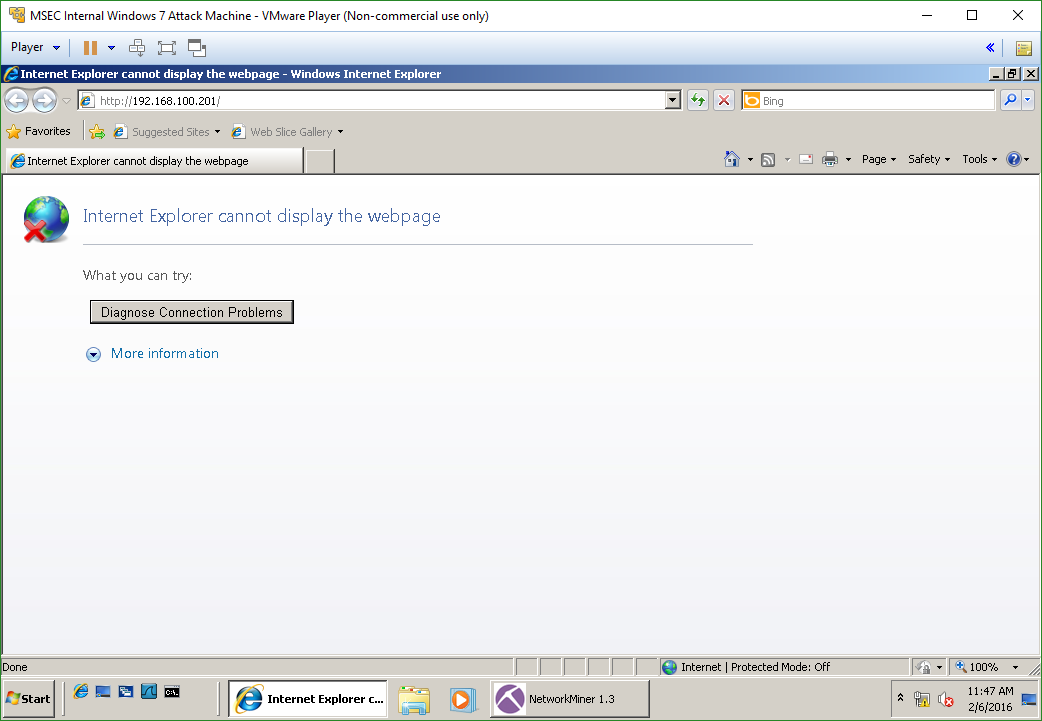 MSEC Internal Windows 7 Attack Machine - VMware Player (Non-commercial use only)
Player
Internet Explorer cannot display the webpage - Windows Internet Explorer
http://192.168.100.201/
Bing
Favorites
Suggested Sites
Web Slice Gallery
Internet Explorer cannot display the webpage
Page
Safety
Tools
Internet Explorer cannot display the webpage
What you can try:
Diagnose Connection Problems
More information
Done
Internet | Protected Mode: Off
100%
Start
Internet Explorer c...
NetworkMiner 1.3
11:47 AM
2/6/2016